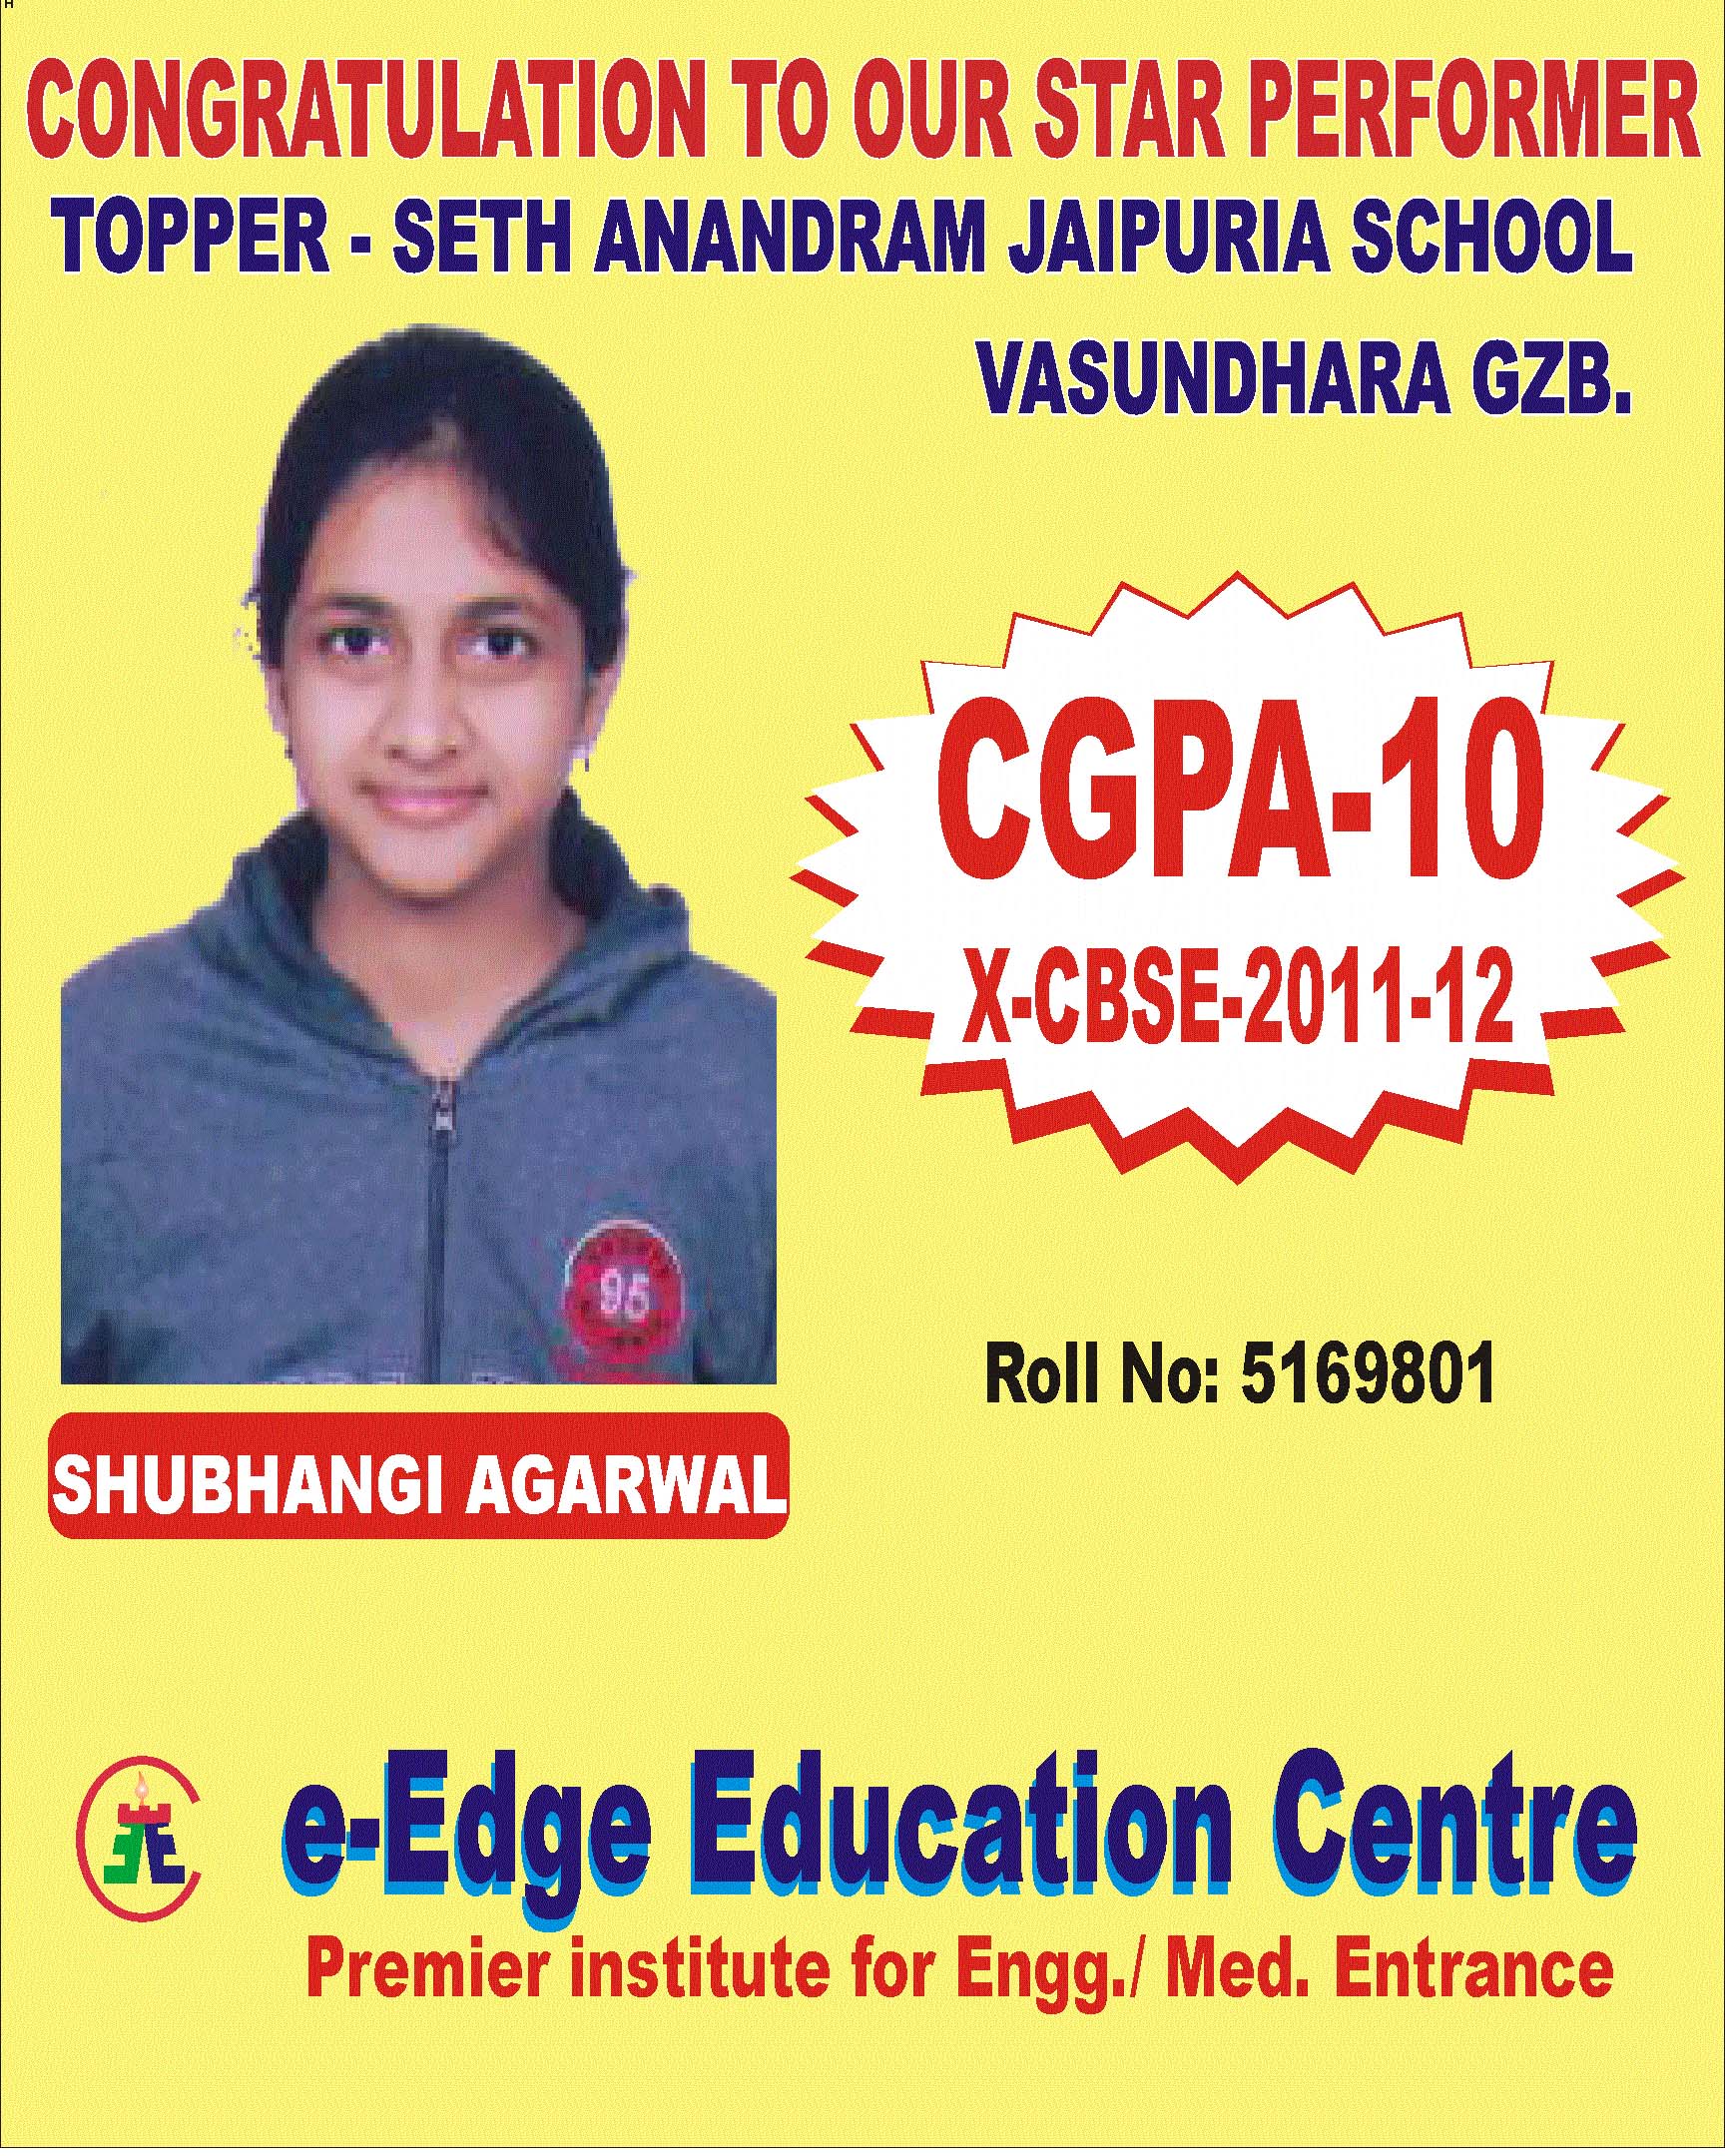 CONGRATULATION TO OUR STAR PERFORMER
TOPPER - SETH ANANDRAM JAIPURIA SCHOOL
VASUNDHARA GZB.
CGPA-10
X-CBSE-2011-12
95
Roll No: 5169801
SHUBHANGI AGARWAL
e-Edge Education Centre
Premier institute for Engg./ Med. Entrance